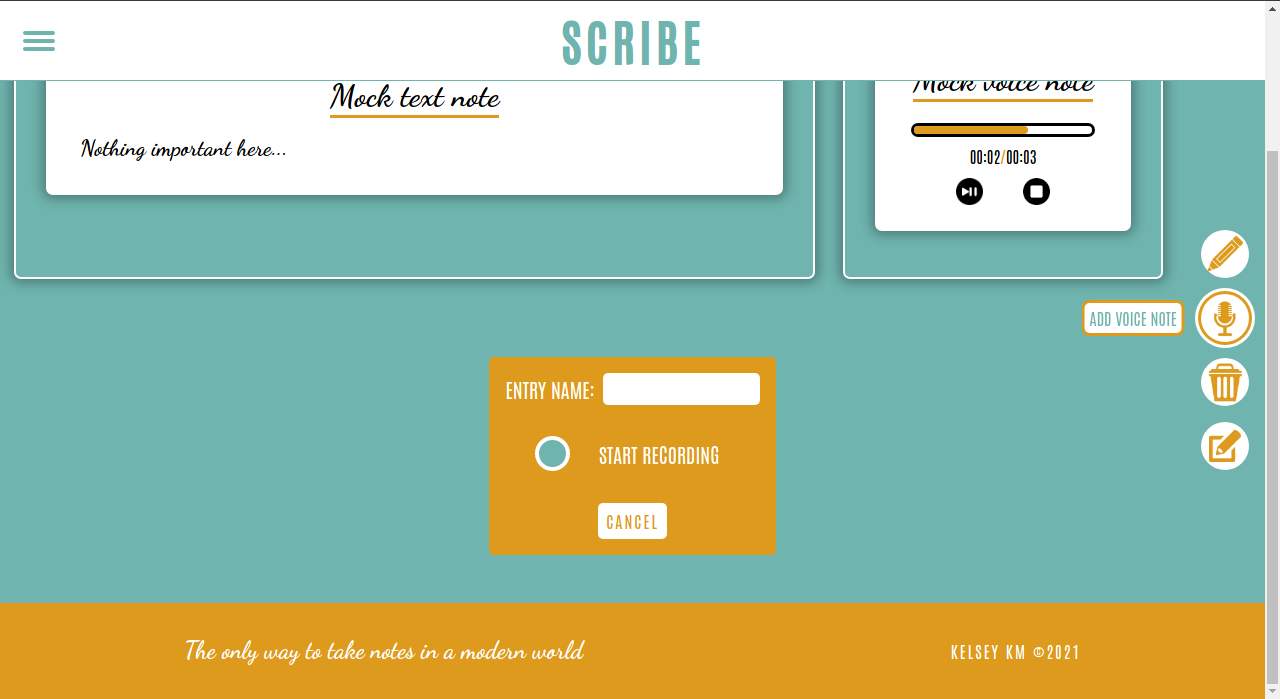 SCRIBE
Mock text note
Nothing important here...
Mock voice note
00:02/00:03
ADD VOICE NOTE
ENTRY NAME:
START RECORDING
CANCEL
The only way to take notes in a modern world
KELSEY KM ©2021